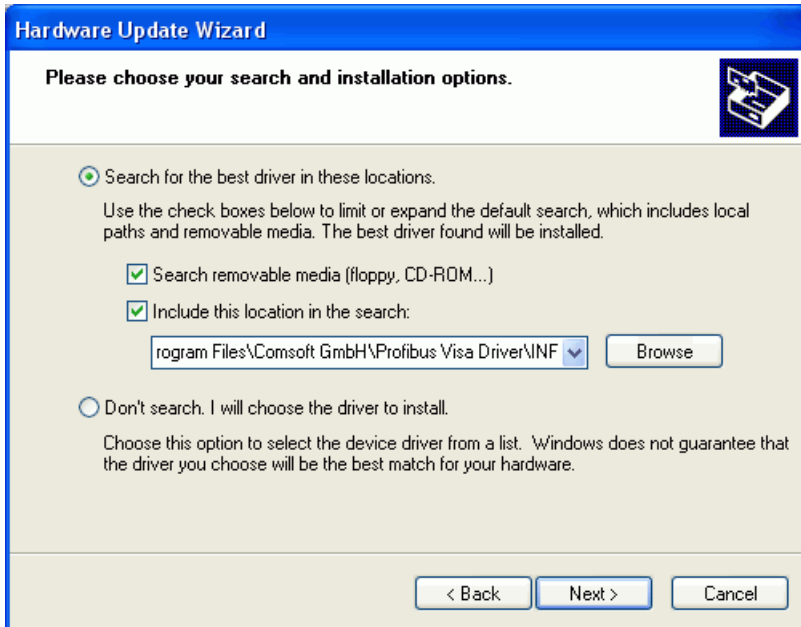 Hardware Update Wizard
Please choose your search and installation options.
Search for the best driver in these locations.
Use the check boxes below to limit or expand the default search, which includes local
paths and removable media. The best driver found will be installed.
Search removable media (floppy, CD-ROM...)
Include this location in the search:
rogram Files\Comsoft GmbH\Profibus Visa Driver\INF
Browse
Don't search. I will choose the driver to install.
Choose this option to select the device driver from a list. Windows does not guarantee that
the driver you choose will be the best match for your hardware.
< Back Next > Cancel